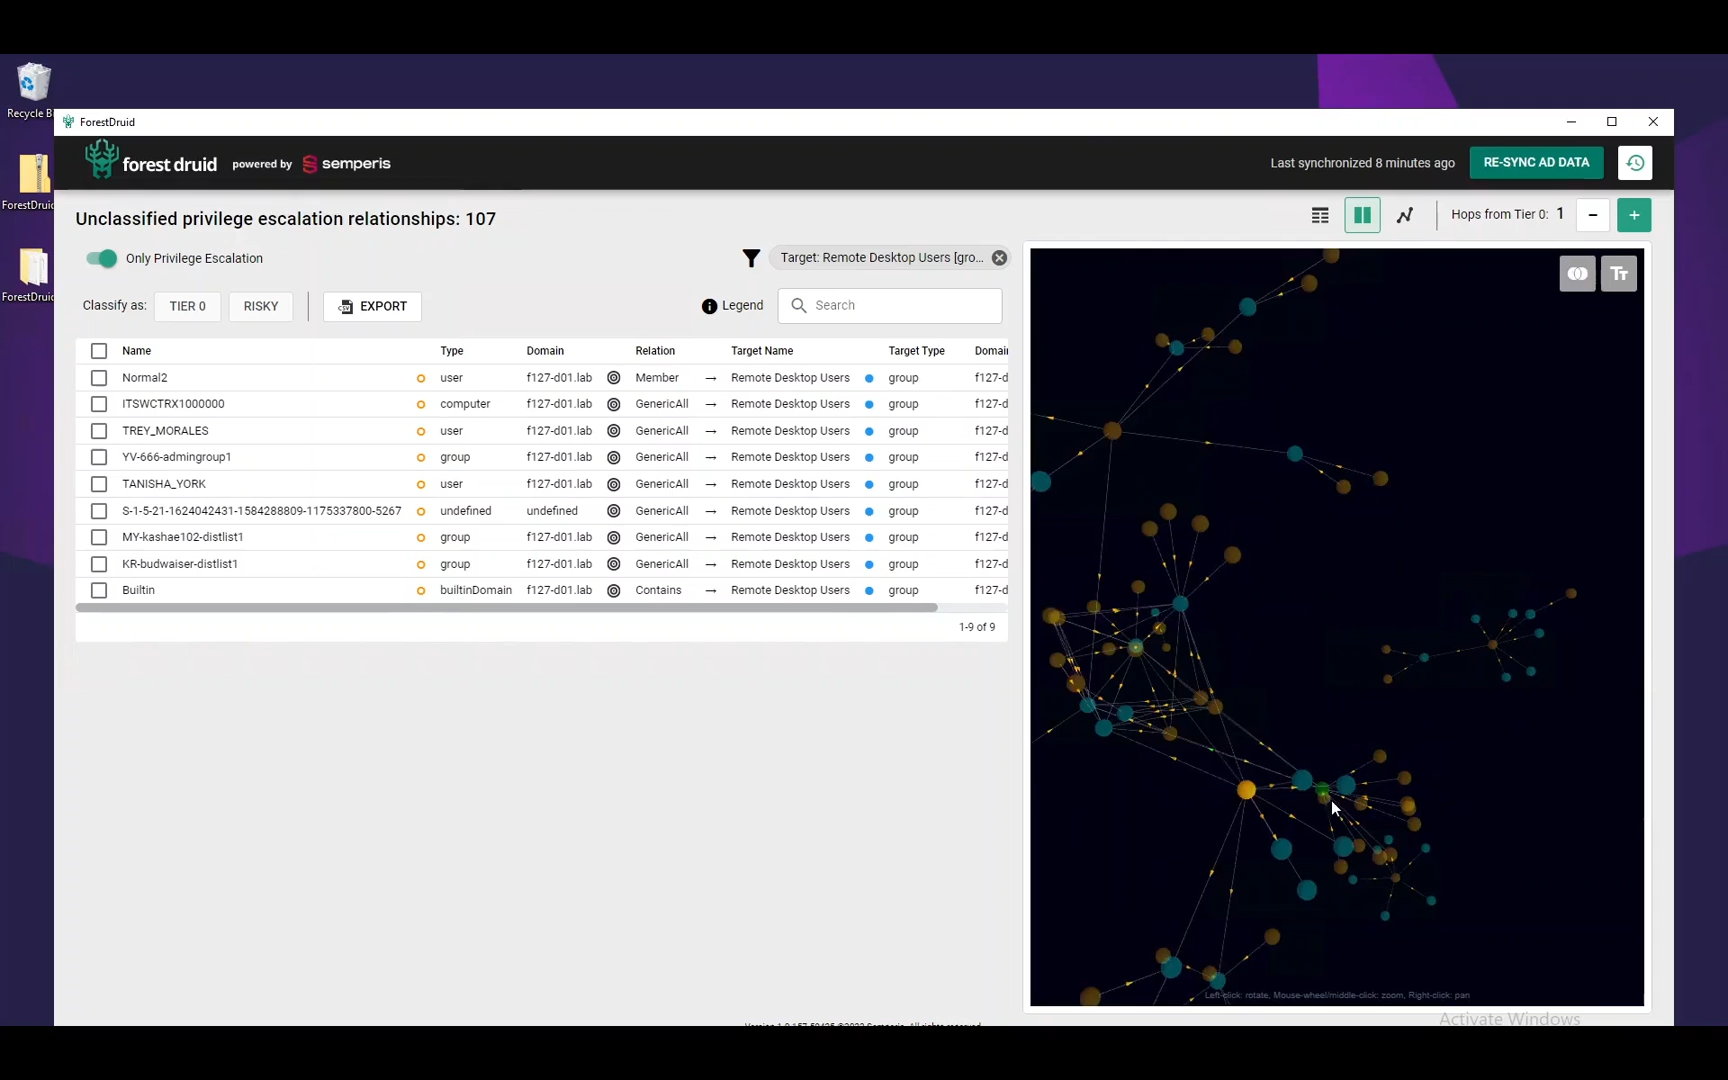 Recycle B
ForestDruid
ForestDruid
ForestDruid
forest druid powered by semperis
Last synchronized 8 minutes ago RE-SYNC AD DATA
Unclassified privilege escalation relationships: 107
Hops from Tier 0: 1 - +
Only Privilege Escalation
Target: Remote Desktop Users [gro...
Classify as: TIER 0 RISKY EXPORT Legend Search
Name Type Domain Relation Target Name Target Type Domain
Normal2 user f127-d01.lab Member → Remote Desktop Users group f127-d
ITSWCTRX1000000 computer f127-d01.lab GenericAll → Remote Desktop Users group f127-d
TREY_MORALES user f127-d01.lab GenericAll → Remote Desktop Users group f127-d
YV-666-admingroup1 group f127-d01.lab GenericAll → Remote Desktop Users group f127-d
TANISHA_YORK user f127-d01.lab GenericAll → Remote Desktop Users group f127-d
S-1-5-21-1624042431-1584288809-1175337800-5267 undefined undefined GenericAll → Remote Desktop Users group f127-d
MY-kashae102-distlist1 group f127-d01.lab GenericAll → Remote Desktop Users group f127-d
KR-budwaiser-distlist1 group f127-d01.lab GenericAll → Remote Desktop Users group f127-d
Builtin builtinDomain f127-d01.lab Contains → Remote Desktop Users group f127-d
1-9 of 9
Tт
Left-click: rotate, Mouse-wheel/middle-click: zoom, Right-click: pan
Activate Windows